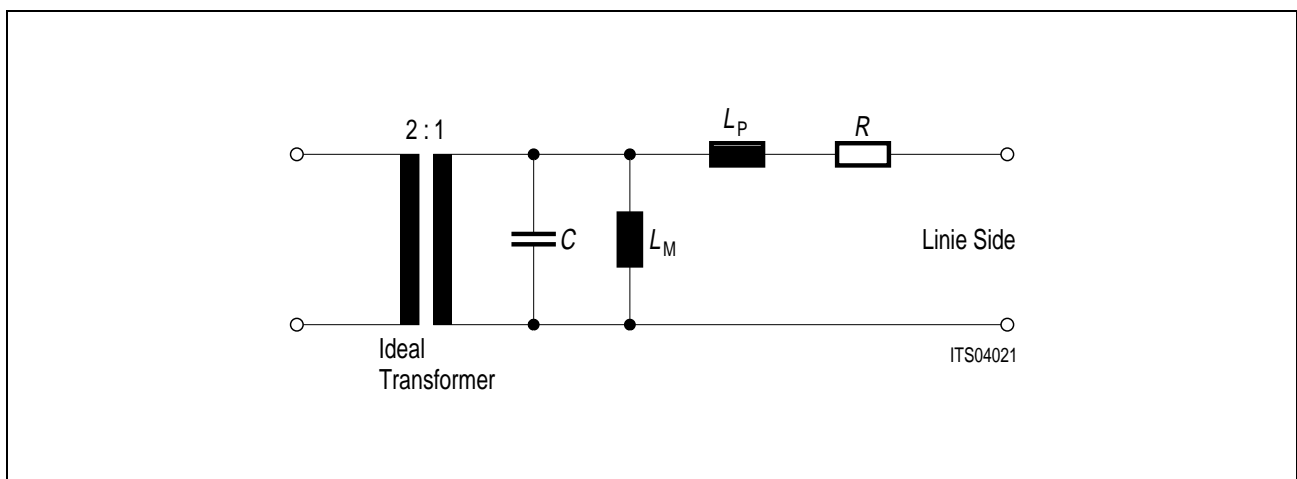 2 : 1
L_P
R
C
L_M
Linie Side
Ideal
Transformer
ITS04021